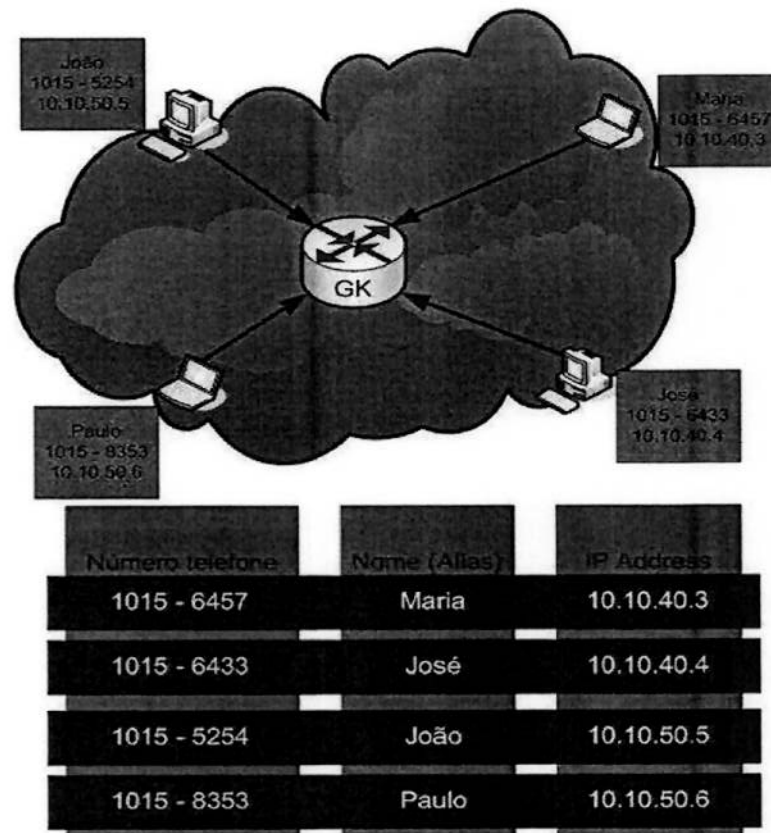 João
1015 - 5254
10.10.50.5
Maria
1015 - 6457
10.10.40.3
GK
Paulo
1015 - 8353
10.10.50.6
José
1015 - 6433
10.10.40.4
Número telefone Nome (Alias) IP Address
1015 - 6457 Maria 10.10.40.3
1015 - 6433 José 10.10.40.4
1015 - 5254 João 10.10.50.5
1015 - 8353 Paulo 10.10.50.6